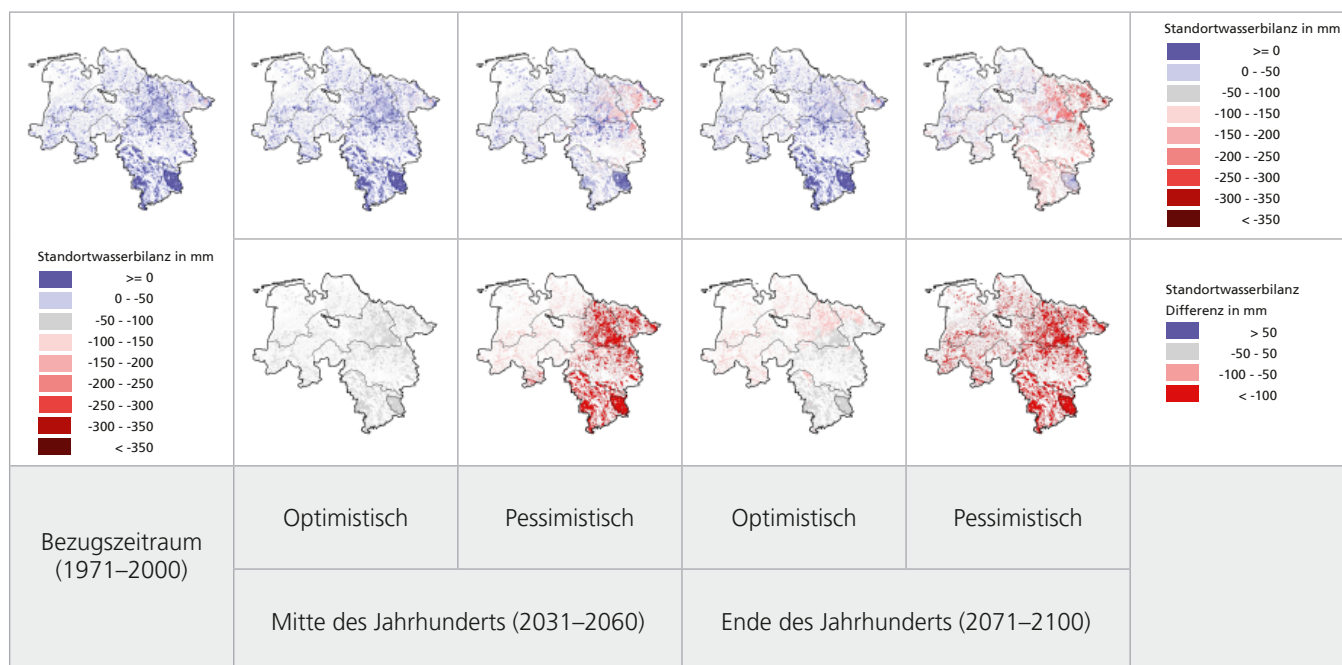 Standortwasserbilanz in mm
>= 0
0 - -50
-50 - -100
-100 - -150
-150 - -200
-200 - -250
-250 - -300
-300 - -350
< -350
Standortwasserbilanz in mm
>= 0
0 - -50
-50 - -100
-100 - -150
-150 - -200
-200 - -250
-250 - -300
-300 - -350
< -350
Standortwasserbilanz
Differenz in mm
> 50
-50 - 50
-100 - -50
< -100
Bezugszeitraum
(1971–2000)
Optimistisch
Pessimistisch
Optimistisch
Pessimistisch
Mitte des Jahrhunderts (2031–2060)
Ende des Jahrhunderts (2071–2100)